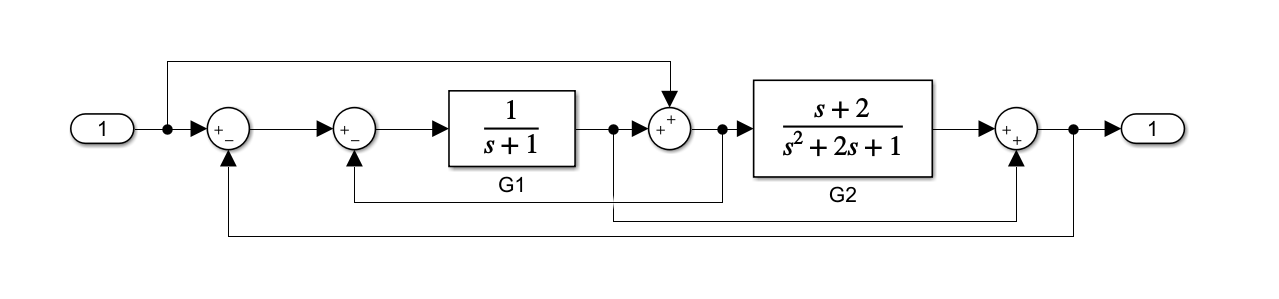 1
+
−
+
−
1
s + 1
G1
+
+
s + 2
s² + 2s + 1
G2
+
+
1